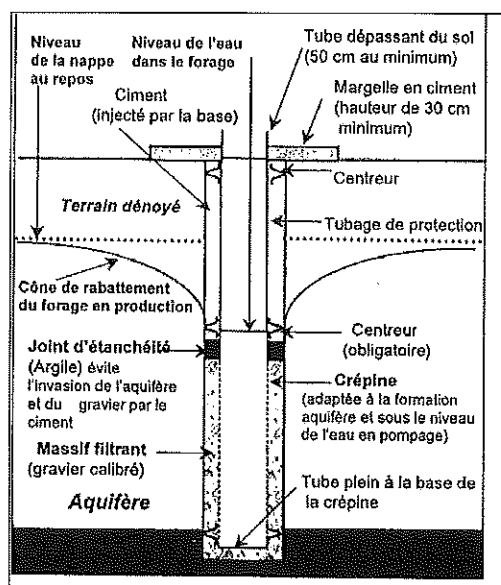 Niveau
de la nappe
au repos
Niveau de l'eau
dans le forage
Tube dépassant du sol
(50 cm au minimum)
Ciment
(injecté par la base)
Margelle en ciment
(hauteur de 30 cm
minimum)
Centreur
Terrain dénoyé
Tubage de protection
Cône de rabattement
du forage en production
Joint d'étanchéité
(Argile) évite
l'invasion de l'aquifère
et du gravier par le
ciment
Centreur
(obligatoire)
Crépine
(adaptée à la formation
aquifère et sous le niveau
de l'eau en pompage)
Massif filtrant
(gravier calibré)
Aquifère
Tube plein à la base de
la crépine